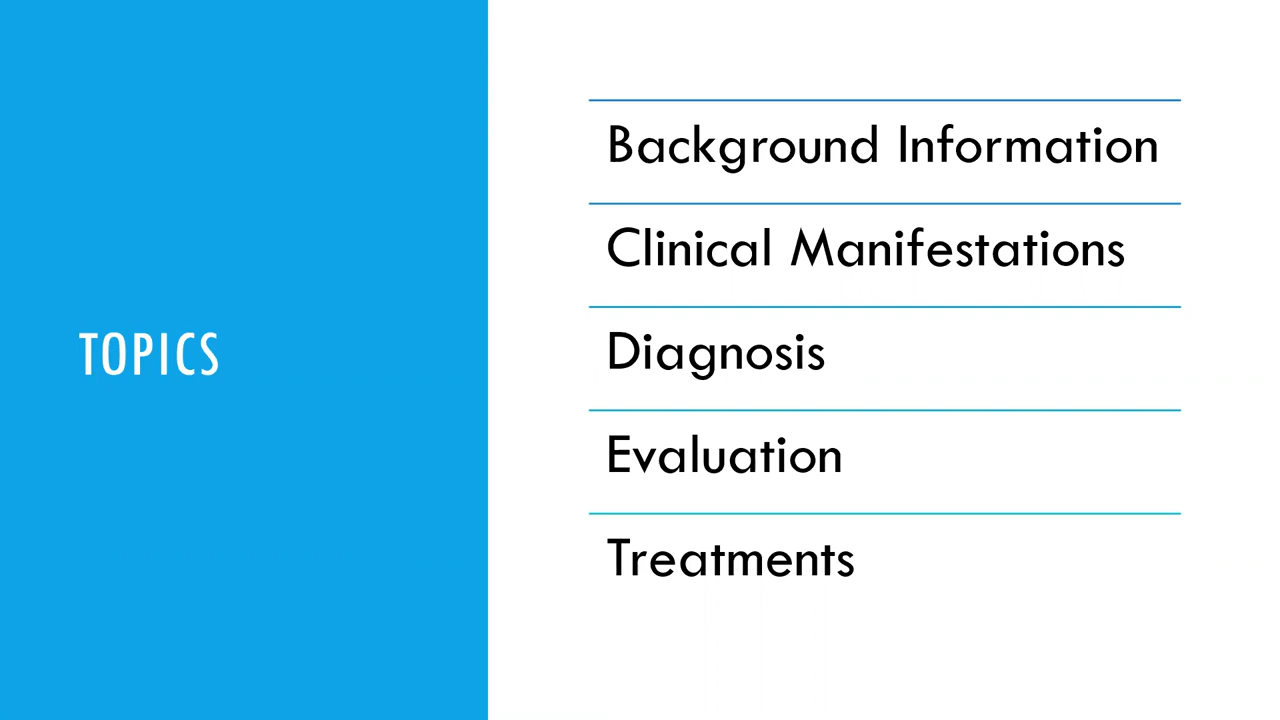 TOPICS
Background Information
Clinical Manifestations
Diagnosis
Evaluation
Treatments